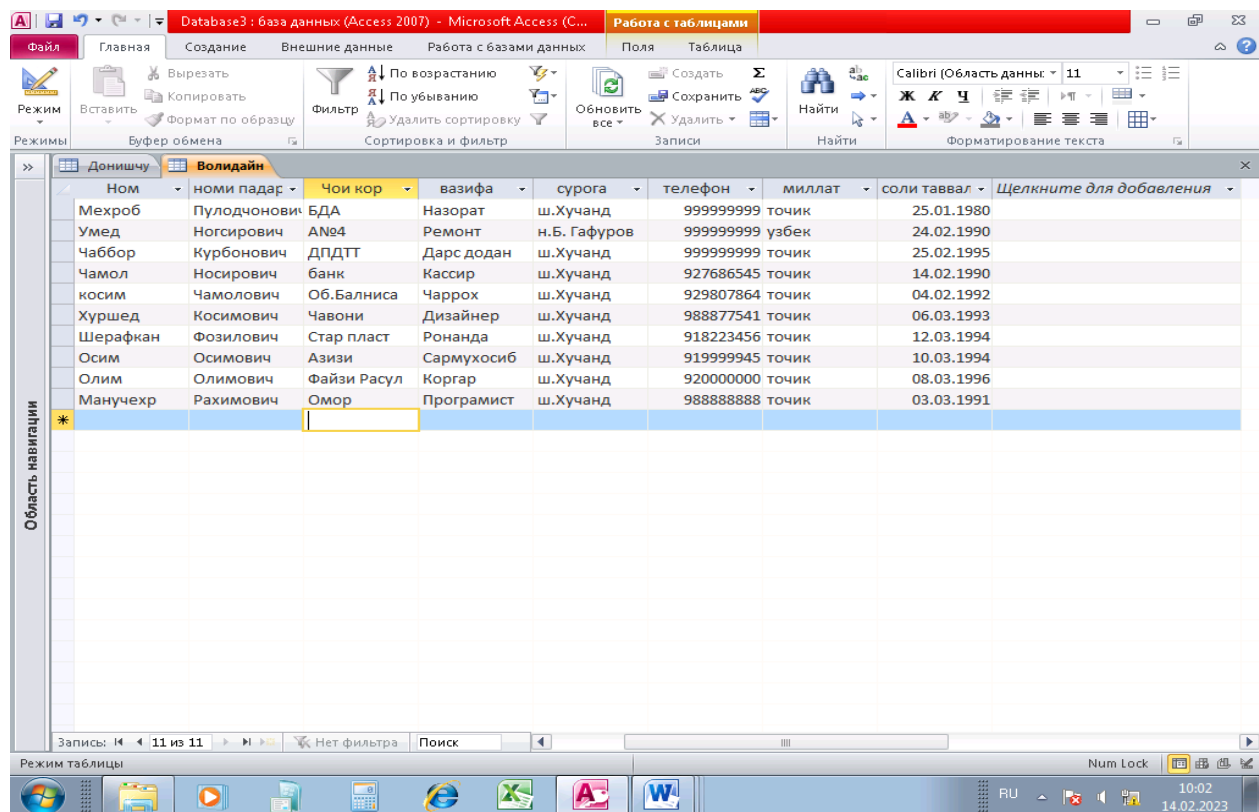 Database3 : база данных (Access 2007) - Microsoft Access (С... Работа с таблицами
Файл Главная Создание Внешние данные Работа с базами данных Поля Таблица
Режим
Режимы
Вставить
Вырезать
Копировать
Формат по образцу
Буфер обмена
Фильтр
По возрастанию
По убыванию
Удалить сортировку
Сортировка и фильтр
Обновить все
Создать
Сохранить
Удалить
Записи
Найти
Найти
Calibri (Область данных 11
Ж К Ч
Форматирование текста
Донишчу Волидайн
Ном номи падар Чои кор вазифа сурога телефон миллат соли таввал Щелкните для добавления
Мехроб Пулодчонович БДА Назорат ш.Хучанд 999999999 точик 25.01.1980
Умед Ногсирович А№4 Ремонт н.Б. Гафуров 999999999 узбек 24.02.1990
Чаббор Курбонович ДПДТТ Дарс додан ш.Хучанд 999999999 точик 25.02.1995
Чамол Носирович банк Кассир ш.Хучанд 927686545 точик 14.02.1990
косим Чамолович Об.Балниса Чаррох ш.Хучанд 929807864 точик 04.02.1992
Хуршед Косимович Чавони Дизайнер ш.Хучанд 988877541 точик 06.03.1993
Шерафкан Фозилович Стар пласт Ронанда ш.Хучанд 918223456 точик 12.03.1994
Осим Осимович Азизи Сармухосиб ш.Хучанд 919999945 точик 10.03.1994
Олим Олимович Файзи Расул Коргар ш.Хучанд 920000000 точик 08.03.1996
Манучехр Рахимович Омор Програмист ш.Хучанд 988888888 точик 03.03.1991
Область навигации
Запись: 11 из 11 Нет фильтра Поиск
Режим таблицы Num Lock
RU 10:02
14.02.2023